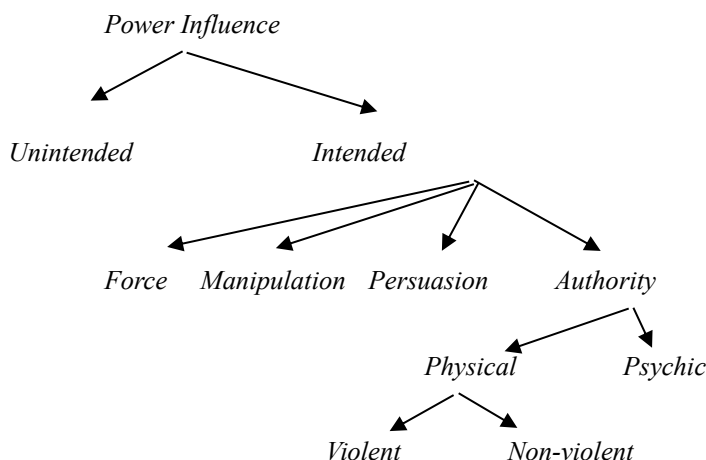 Power Influence
Unintended Intended
Force Manipulation Persuasion Authority
Physical Psychic
Violent Non-violent